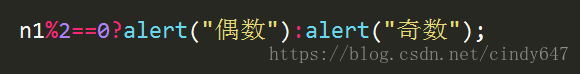 n1%2==0?alert("偶数"):alert("奇数");
https://blog.csdn.net/cindy647